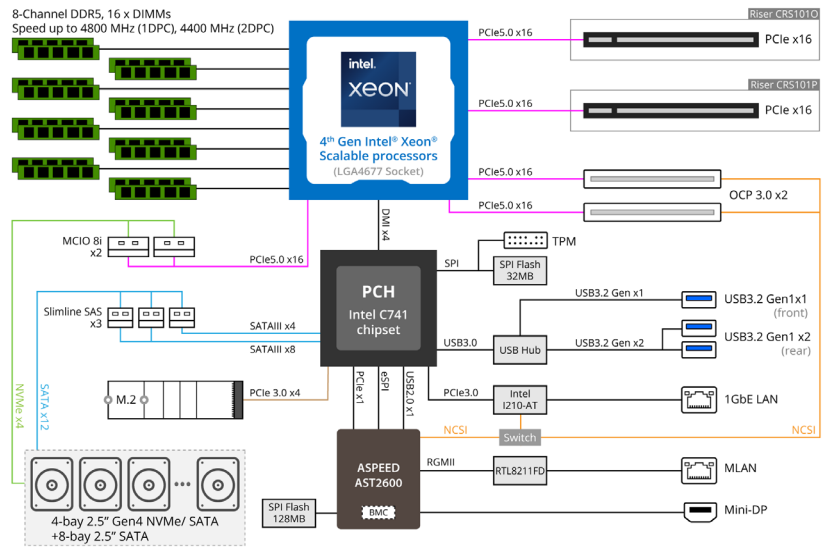 8-Channel DDR5, 16 x DIMMs
Speed up to 4800 MHz (1DPC), 4400 MHz (2DPC)
intel.
xeon
4th Gen Intel® Xeon®
Scalable processors
(LGA4677 Socket)
PCIe5.0 x16
Riser CRS101O
PCIe x16
PCIe5.0 x16
Riser CRS101P
PCIe x16
PCIe5.0 x16
PCIe5.0 x16
OCP 3.0 x2
MCIO 8i
x2
PCIe5.0 x16
DMI x4
SPI
TPM
SPI Flash
32MB
PCH
Intel C741
chipset
Slimline SAS
x3
SATAIII x4
SATAIII x8
USB3.0
USB Hub
USB3.2 Gen x1
USB3.2 Gen1x1
(front)
USB3.2 Gen x2
USB3.2 Gen1 x2
(rear)
NVMe x4
SATA x12
M.2
PCIe 3.0 x4
PCIe x1
eSPI
USB2.0 x1
PCIe3.0
Intel
I210-AT
1GbE LAN
NCSI
Switch
NCSI
ASPEED
AST2600
BMC
RGMII
RTL8211FD
MLAN
SPI Flash
128MB
Mini-DP
4-bay 2.5” Gen4 NVMe/ SATA
+8-bay 2.5” SATA